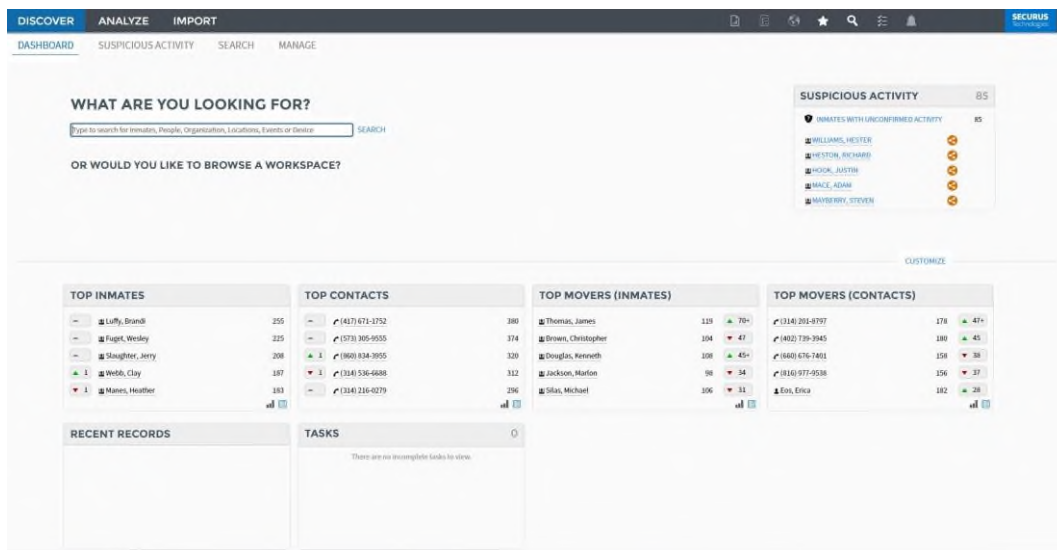 DISCOVER ANALYZE IMPORT
SECURUS
Technologies
DASHBOARD SUSPICIOUS ACTIVITY SEARCH MANAGE
WHAT ARE YOU LOOKING FOR?
Type to search for Inmates, People, Organization, Locations, Events or Device SEARCH
OR WOULD YOU LIKE TO BROWSE A WORKSPACE?
SUSPICIOUS ACTIVITY 85
INMATES WITH UNCONFIRMED ACTIVITY 85
WILLIAMS, HESTER
HESTON, RICHARD
HOOK, JUSTIN
MACE, ADAM
MAYBERRY, STEVEN
CUSTOMIZE
TOP INMATES
– Luffy, Brandi 255
– Fuget, Wesley 225
– Slaughter, Jerry 208
▲ 1 Webb, Clay 187
▼ 1 Manes, Heather 183
TOP CONTACTS
– (417) 671-1752 380
– (573) 305-9555 374
▲ 1 (860) 834-3955 320
▼ 1 (314) 536-6688 312
– (314) 216-0279 296
TOP MOVERS (INMATES)
Thomas, James 119 ▲ 70+
Brown, Christopher 104 ▼ 47
Douglas, Kenneth 108 ▲ 45+
Jackson, Marlon 98 ▼ 34
Silas, Michael 106 ▼ 31
TOP MOVERS (CONTACTS)
(314) 201-8797 178 ▲ 47+
(402) 739-3945 180 ▲ 45
(660) 676-7401 158 ▼ 38
(816) 977-9538 156 ▼ 37
Eos, Erica 182 ▲ 28
RECENT RECORDS
TASKS 0
There are no incomplete tasks to view.